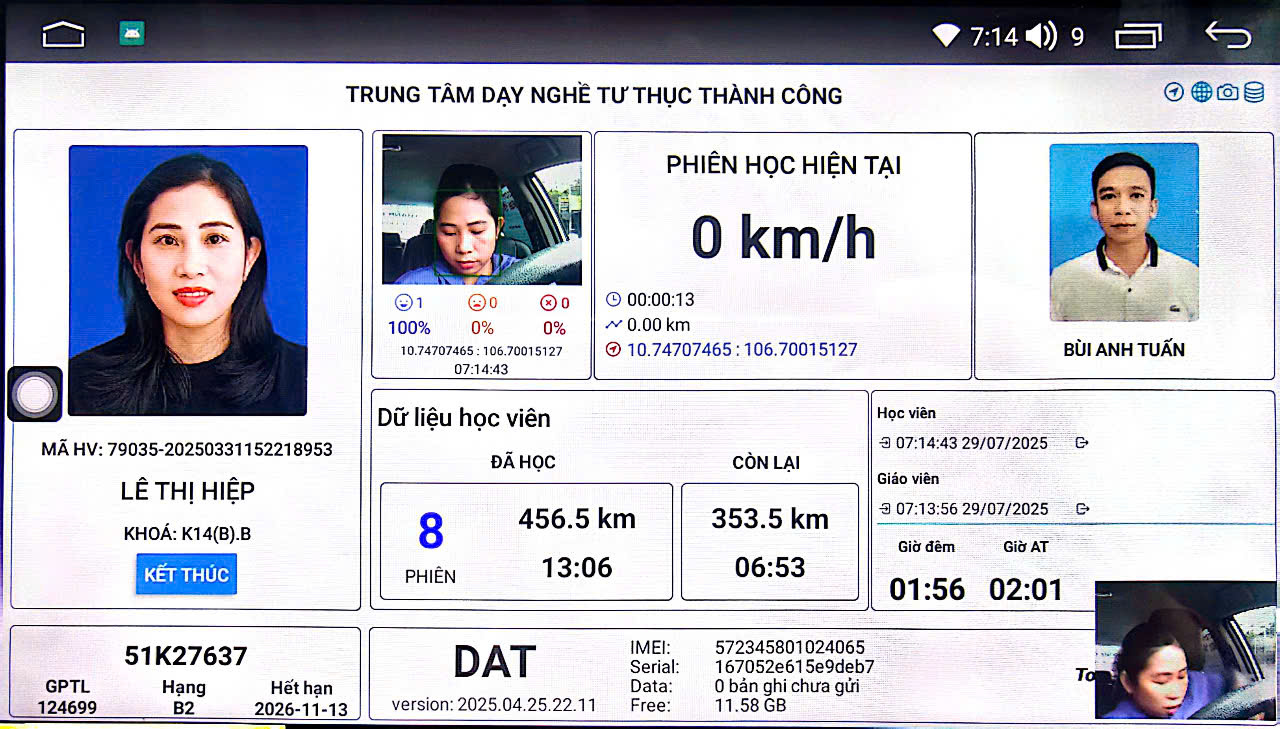 7:14 9
TRUNG TÂM DẠY NGHỀ TƯ THỤC THÀNH CÔNG
MÃ HV: 79035-20250331152218953
LÊ THỊ HIỆP
KHOÁ: K14(B).B
KẾT THÚC
1 0 0
100% 0% 0%
10.74707465 : 106.70015127
07:14:43
PHIÊN HỌC HIỆN TẠI
0 km/h
00:00:13
0.00 km
10.74707465 : 106.70015127
BÙI ANH TUẤN
Dữ liệu học viên
ĐÃ HỌC
CÒN LẠI
8
PHIÊN
456.5 km
13:06
353.5 km
06:53
Học viên
07:14:43 29/07/2025
Giáo viên
07:13:56 29/07/2025
Giờ đêm Giờ AT
01:56 02:01
51K27637
GPTL Hạng Hết hạn
124699 B2 2026-11-13
DAT
version: 2025.04.25.22.11
IMEI: 572345801024065
Serial: 167052e615e9deb7
Data: 0 bản ghi chưa gửi
Free: 11.58 GB